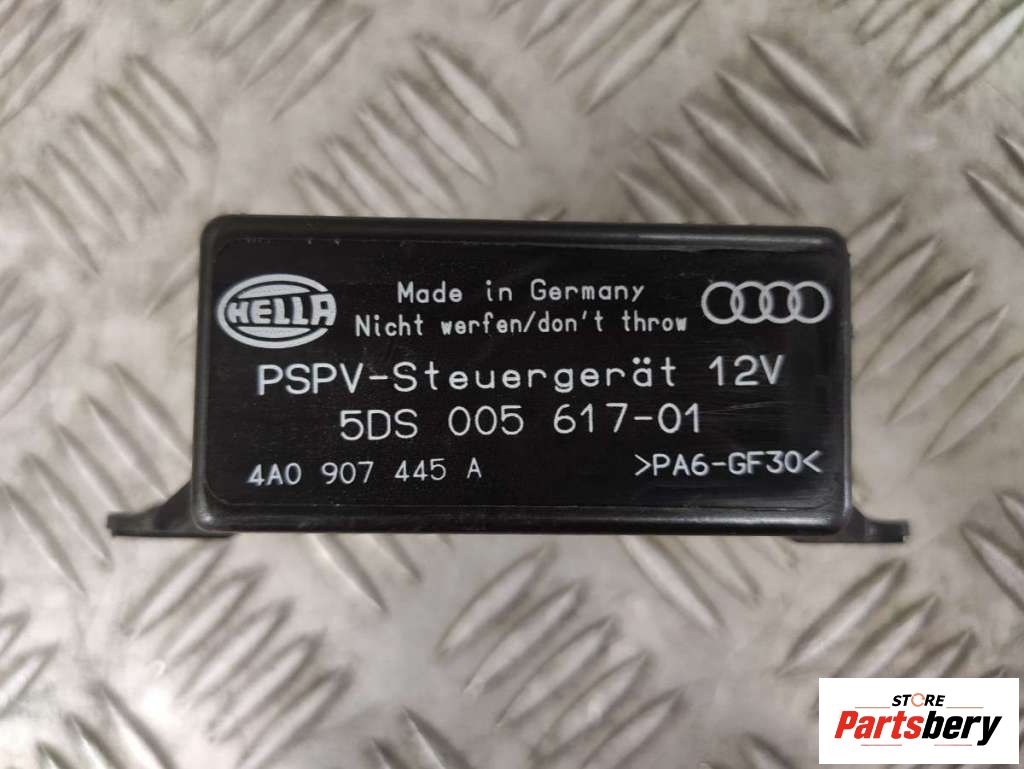 HELLA
Made in Germany
Nicht werfen/don't throw
PSPV-Steuergerät 12V
5DS 005 617-01
4A0 907 445 A >PA6-GF30<
STORE
Partsbery